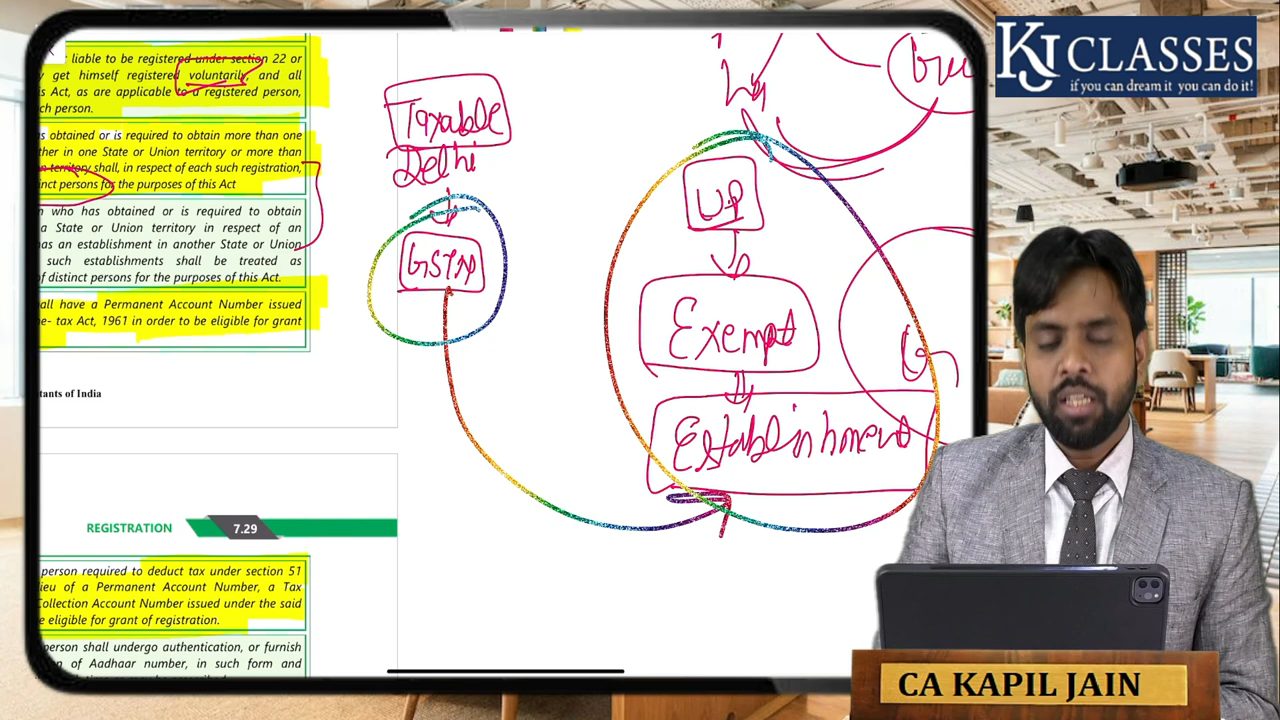 liable to be registered under section 22 or
get himself registered voluntarily, and all
is Act, as are applicable to a registered person,
ch person.
s obtained or is required to obtain more than one
ther in one State or Union territory or more than
n territory shall, in respect of each such registration,
inct persons for the purposes of this Act
n who has obtained or is required to obtain
a State or Union territory in respect of an
has an establishment in another State or Union
such establishments shall be treated as
f distinct persons for the purposes of this Act.
all have a Permanent Account Number issued
ne- tax Act, 1961 in order to be eligible for grant
tants of India
REGISTRATION 7.29
person required to deduct tax under section 51
lieu of a Permanent Account Number, a Tax
Collection Account Number issued under the said
e eligible for grant of registration.
person shall undergo authentication, or furnish
n of Aadhaar number, in such form and
Taxable
Delhi
GSTN
UP
Exempt
Establishment
KJ CLASSES
if you can dream it you can do it!
CA KAPIL JAIN